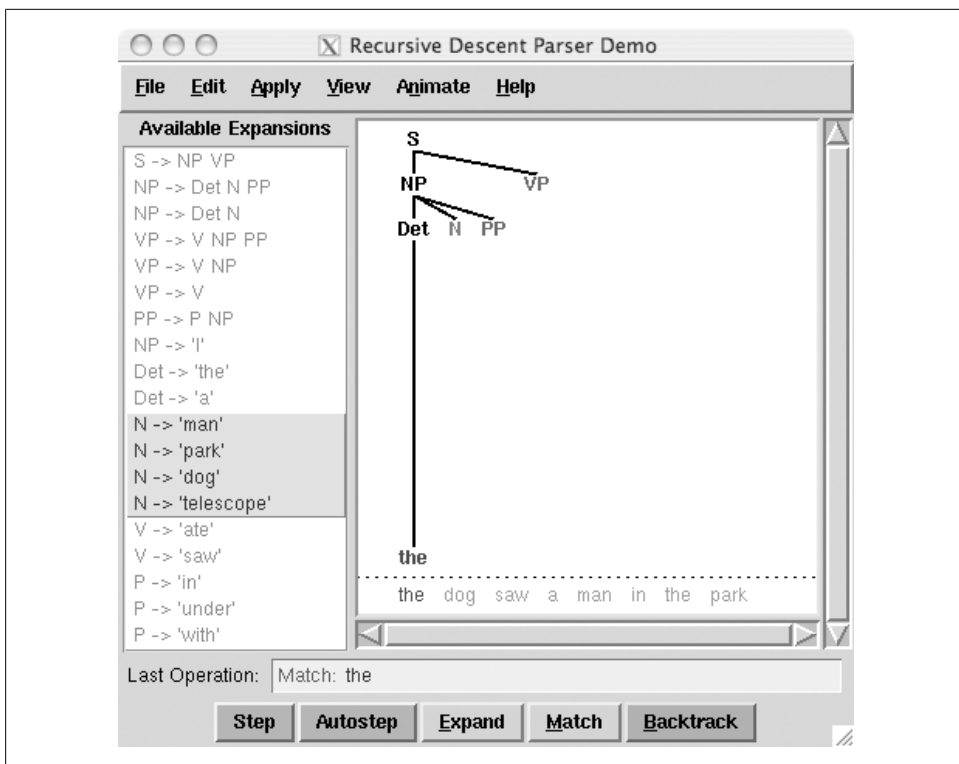 Recursive Descent Parser Demo
File Edit Apply View Animate Help
Available Expansions
S -> NP VP
NP -> Det N PP
NP -> Det N
VP -> V NP PP
VP -> V NP
VP -> V
PP -> P NP
NP -> 'I'
Det -> 'the'
Det -> 'a'
N -> 'man'
N -> 'park'
N -> 'dog'
N -> 'telescope'
V -> 'ate'
V -> 'saw'
P -> 'in'
P -> 'under'
P -> 'with'
S
NP VP
Det N PP
the
the dog saw a man in the park
Last Operation: Match: the
Step Autostep Expand Match Backtrack